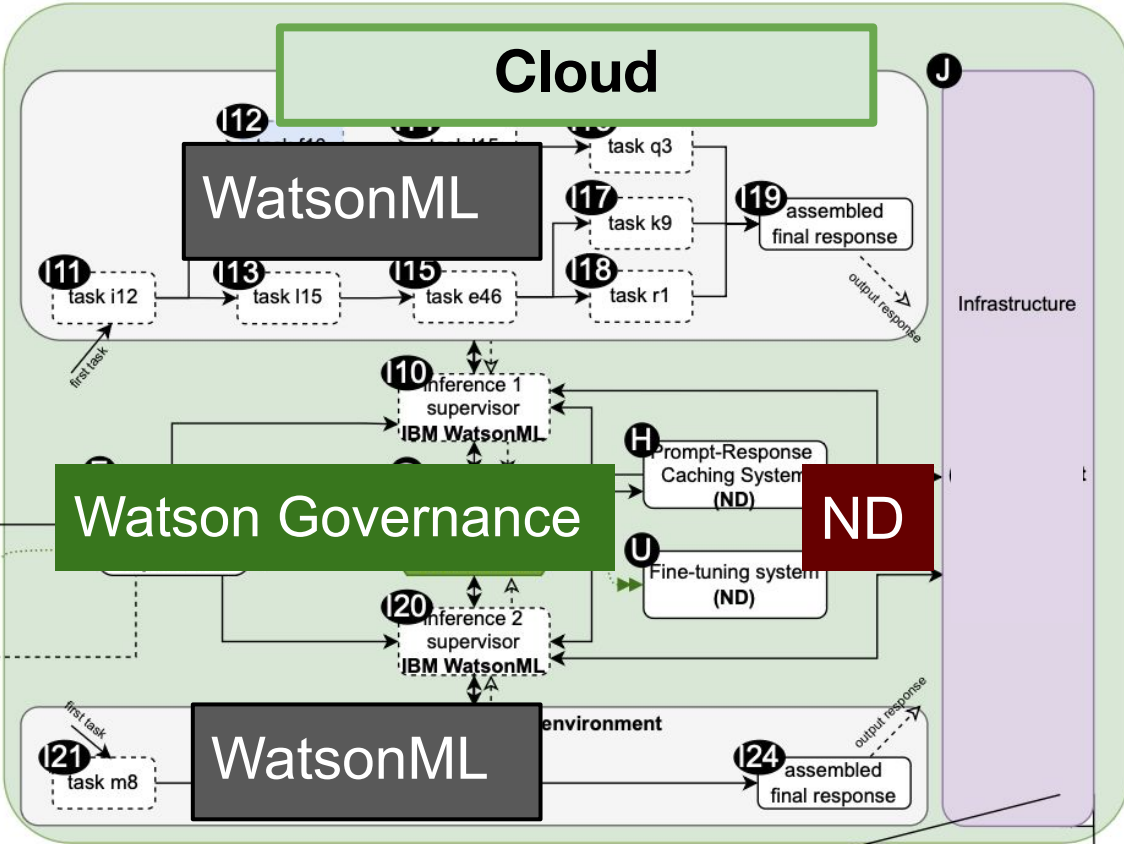 Cloud
J
I12
task q3
WatsonML
I17
task k9
I19
assembled
final response
I11
task i12
I13
task l15
I15
task e46
I18
task r1
output response
first task
Infrastructure
I10
inference 1
supervisor
IBM WatsonML
H
Prompt-Response
Caching System
(ND)
Watson Governance
ND
U
Fine-tuning system
(ND)
I20
inference 2
supervisor
IBM WatsonML
first task
environment
output response
WatsonML
I21
task m8
I24
assembled
final response